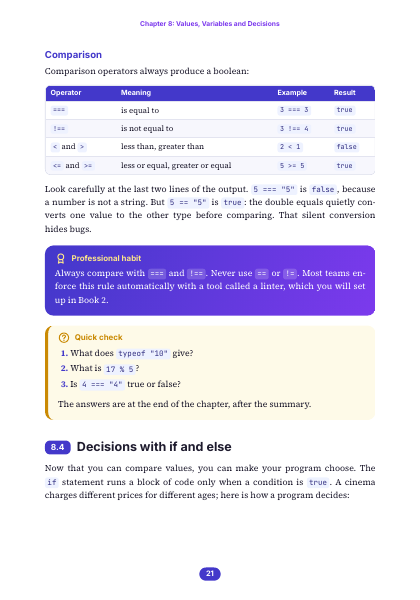 Chapter 8: Values, Variables and Decisions
Comparison
Comparison operators always produce a boolean:
Operator Meaning Example Result
=== is equal to 3 === 3 true
!== is not equal to 3 !== 4 true
< and > less than, greater than 2 < 1 false
<= and >= less or equal, greater or equal 5 >= 5 true
Look carefully at the last two lines of the output. 5 === "5" is false, because
a number is not a string. But 5 == "5" is true: the double equals quietly con-
verts one value to the other type before comparing. That silent conversion
hides bugs.
Professional habit
Always compare with === and !==. Never use == or !=. Most teams en-
force this rule automatically with a tool called a linter, which you will set
up in Book 2.
Quick check
1. What does typeof "10" give?
2. What is 17 % 5?
3. Is 4 === "4" true or false?
The answers are at the end of the chapter, after the summary.
8.4 Decisions with if and else
Now that you can compare values, you can make your program choose. The
if statement runs a block of code only when a condition is true. A cinema
charges different prices for different ages; here is how a program decides:
21